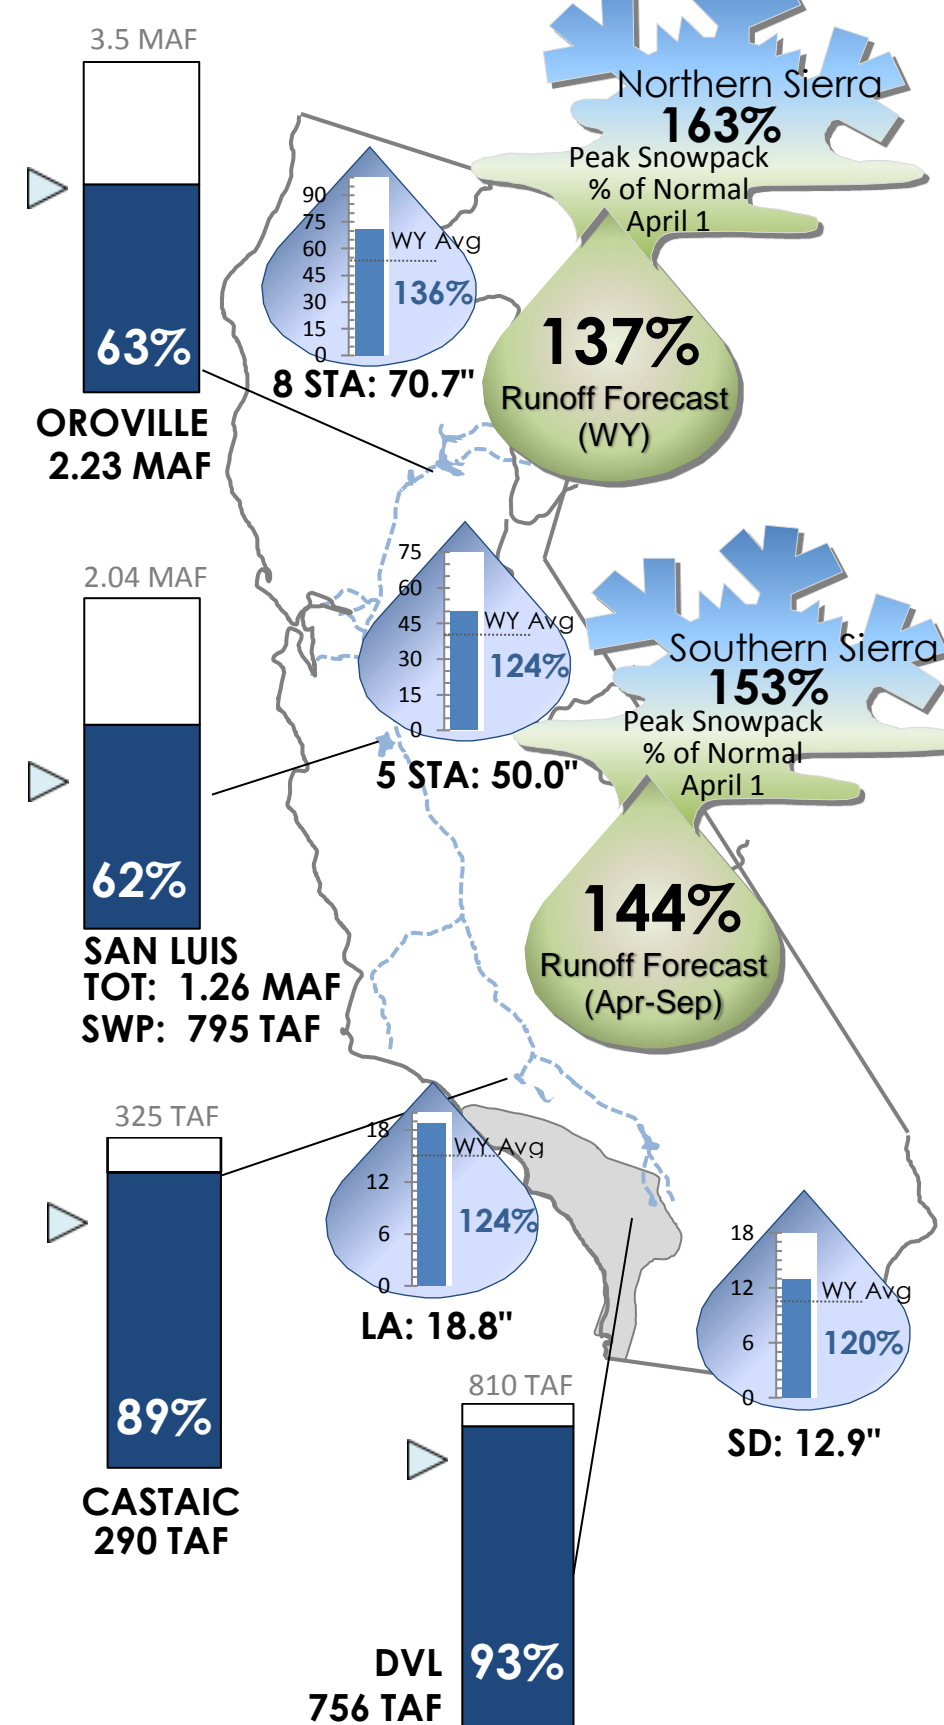 3.5 MAF
63%
OROVILLE
2.23 MAF
Northern Sierra
163%
Peak Snowpack
% of Normal
April 1
137%
Runoff Forecast
(WY)
90
75
60
45
30
15
0
WY Avg
136%
8 STA: 70.7"
2.04 MAF
62%
SAN LUIS
TOT: 1.26 MAF
SWP: 795 TAF
75
60
45
30
15
0
WY Avg
124%
5 STA: 50.0"
Southern Sierra
153%
Peak Snowpack
% of Normal
April 1
144%
Runoff Forecast
(Apr-Sep)
325 TAF
89%
CASTAIC
290 TAF
18
12
6
0
WY Avg
124%
LA: 18.8"
18
12
6
0
WY Avg
120%
SD: 12.9"
810 TAF
93%
DVL
756 TAF